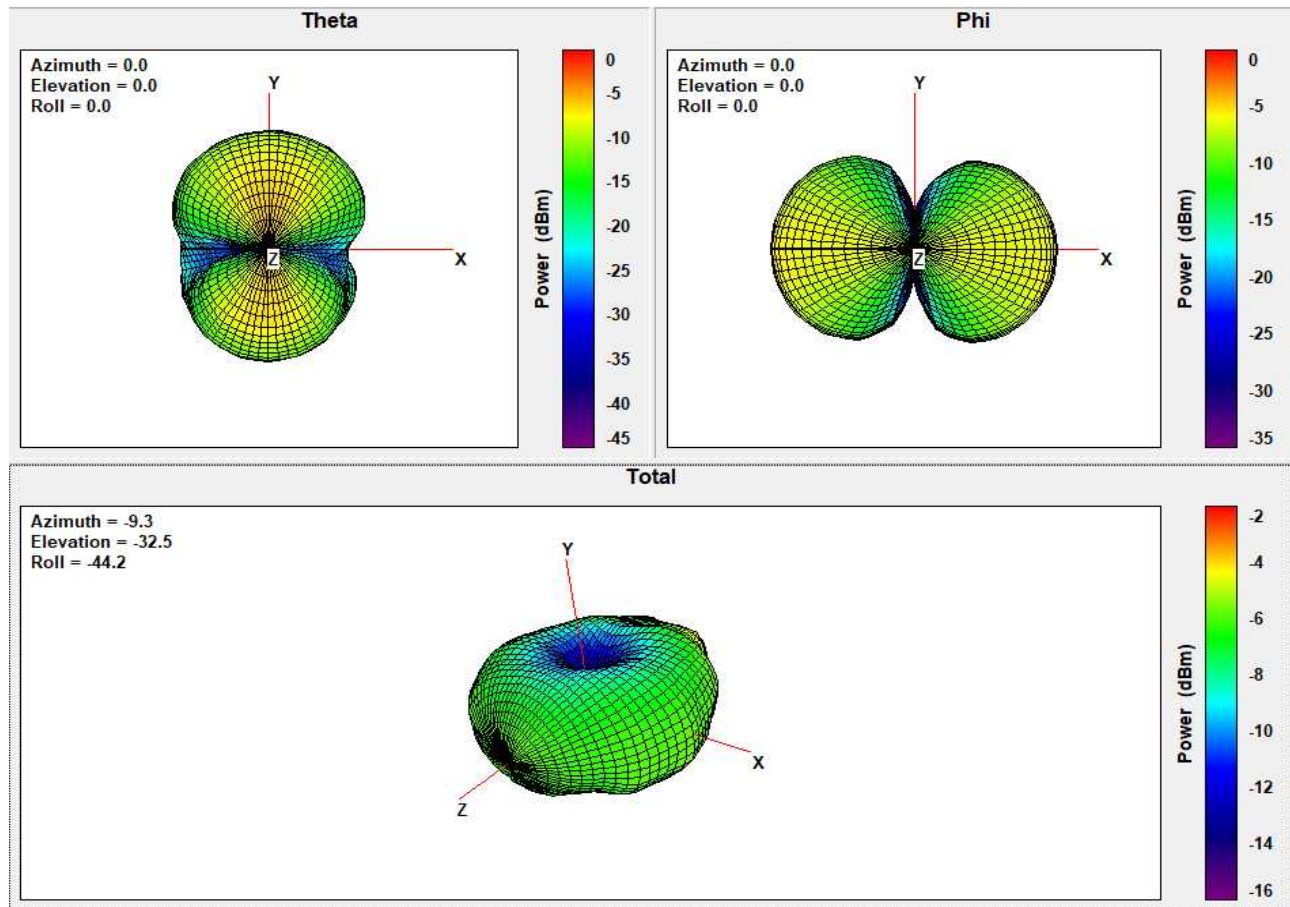 Theta
Azimuth = 0.0
Elevation = 0.0
Roll = 0.0
Y
X
Z
Power (dBm)
0
-5
-10
-15
-20
-25
-30
-35
-40
-45
Phi
Azimuth = 0.0
Elevation = 0.0
Roll = 0.0
Y
X
Z
Power (dBm)
0
-5
-10
-15
-20
-25
-30
-35
Total
Azimuth = -9.3
Elevation = -32.5
Roll = -44.2
Y
X
Z
Power (dBm)
-2
-4
-6
-8
-10
-12
-14
-16